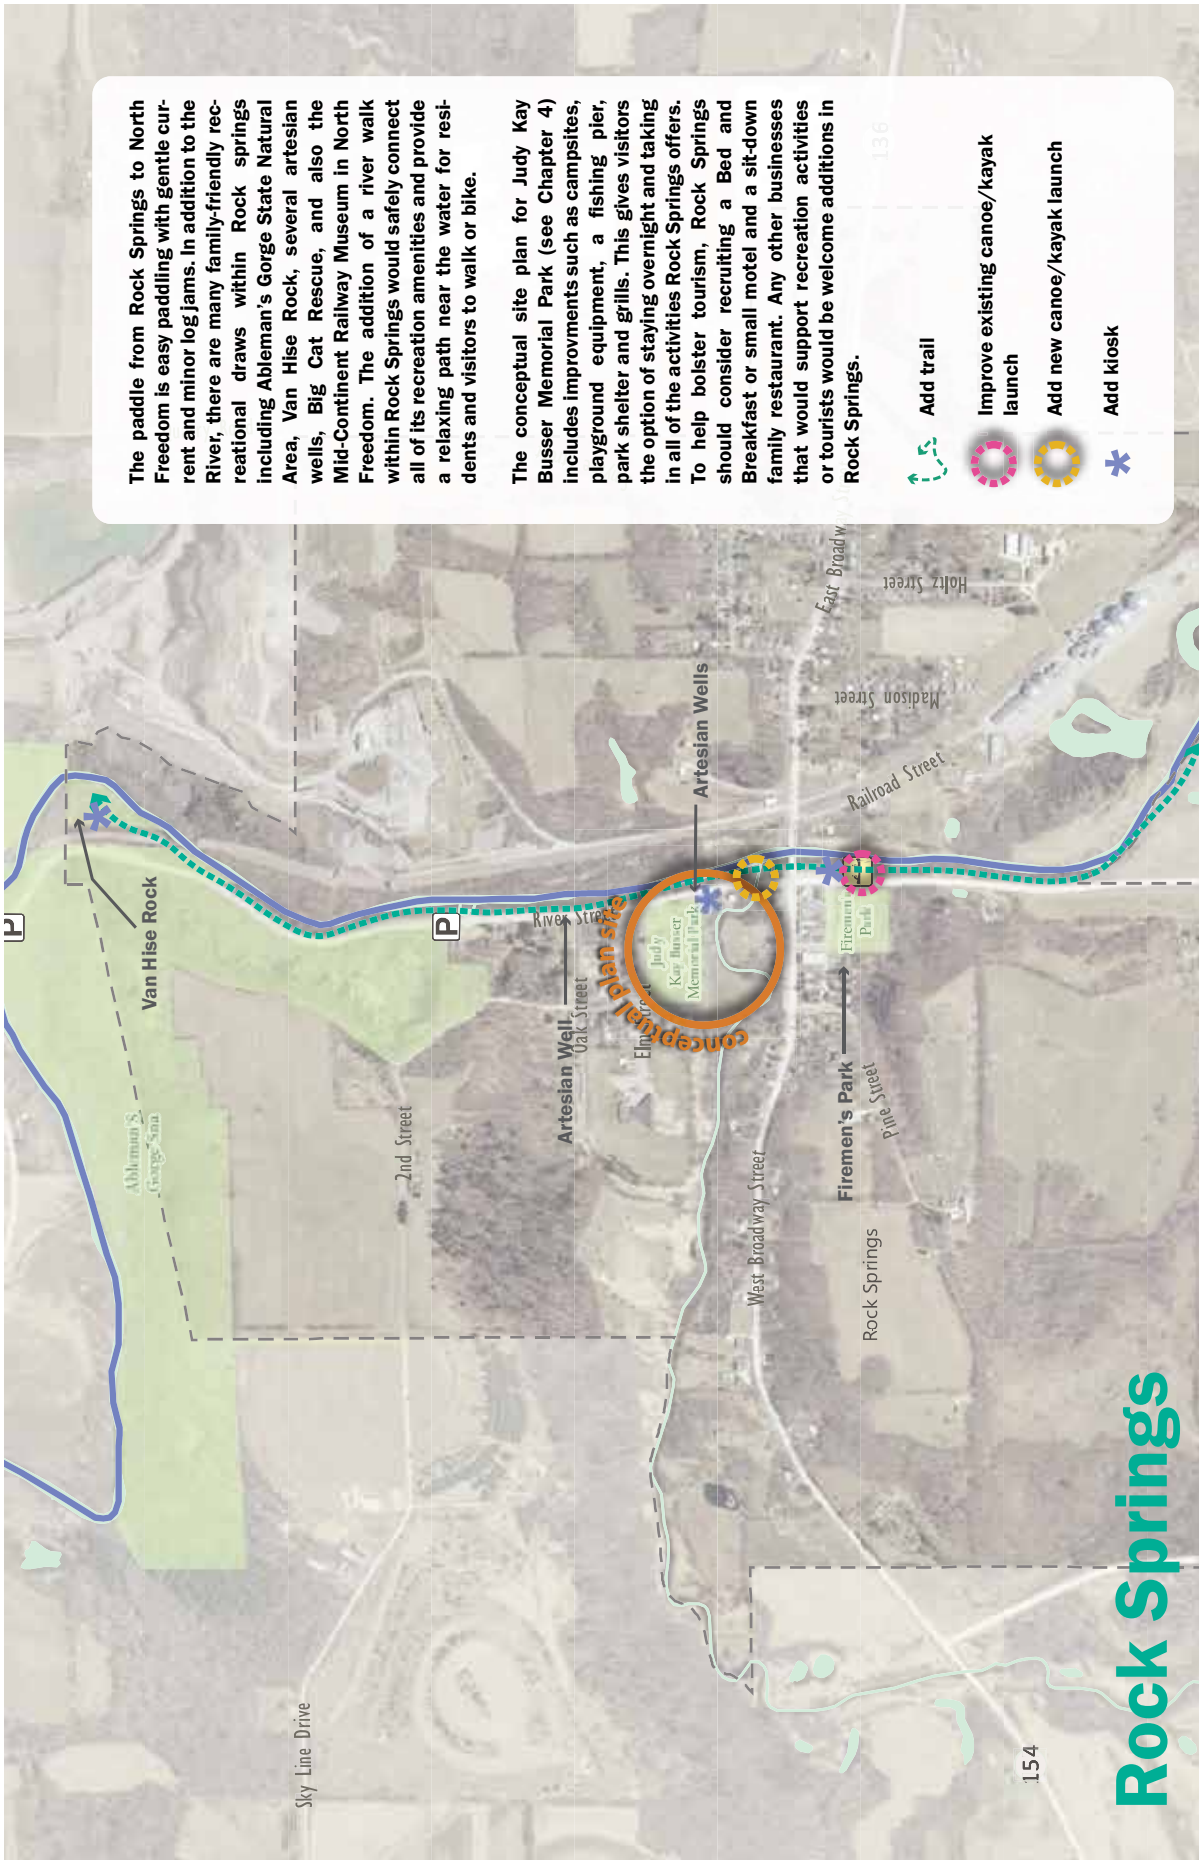 The paddle from Rock Springs to North
Freedom is easy paddling with gentle cur-
rent and minor log jams. In addition to the
River, there are many family-friendly rec-
reational draws within Rock springs
including Ableman's Gorge State Natural
Area, Van Hise Rock, several artesian
wells, Big Cat Rescue, and also the
Mid-Continent Railway Museum in North
Freedom. The addition of a river walk
within Rock Springs would safely connect
all of its recreation amenities and provide
a relaxing path near the water for resi-
dents and visitors to walk or bike.
The conceptual site plan for Judy Kay
Busser Memorial Park (see Chapter 4)
includes improvments such as campsites,
playground equipment, a fishing pier,
park shelter and grills. This gives visitors
the option of staying overnight and taking
in all of the activities Rock Springs offers.
To help bolster tourism, Rock Springs
should consider recruiting a Bed and
Breakfast or small motel and a sit-down
family restaurant. Any other businesses
that would support recreation activities
or tourists would be welcome additions in
Rock Springs.
Add trail
Improve existing canoe/kayak
launch
Add new canoe/kayak launch
Add kiosk
136
P
P
Van Hise Rock
Ableman's
Gorge Sna
2nd Street
Sky Line Drive
River Street
Artesian Well
Oak Street
Elm Street
conceptual plan site
Judy
Kay Busser
Memorial Park
Artesian Wells
East Broadway St
Holtz Street
Madison Street
Railroad Street
Firemen
Park
Firemen's Park
Pine Street
West Broadway Street
Rock Springs
154
Rock Springs